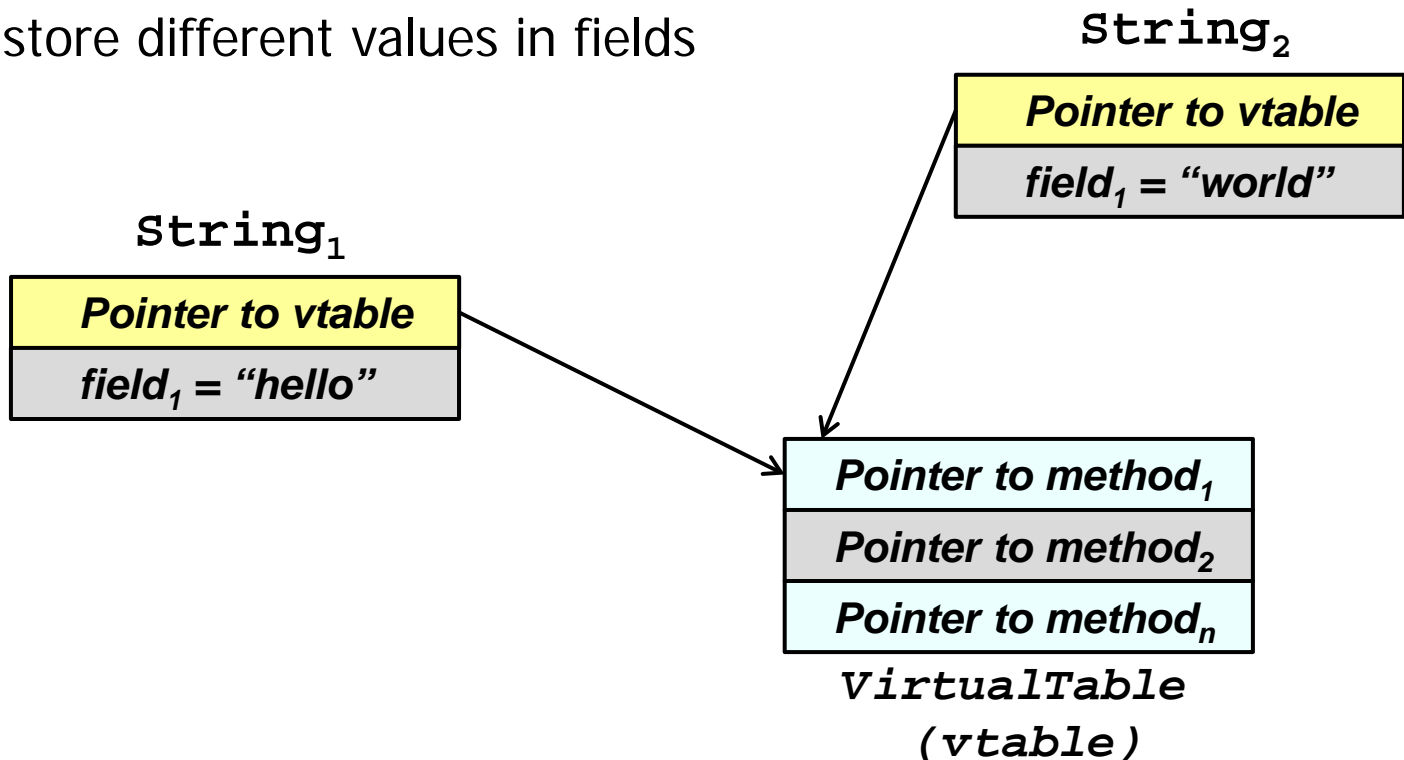 store different values in fields
String₂
Pointer to vtable
field₁ = “world”
String₁
Pointer to vtable
field₁ = “hello”
Pointer to method₁
Pointer to method₂
Pointer to methodₙ
VirtualTable
(vtable)